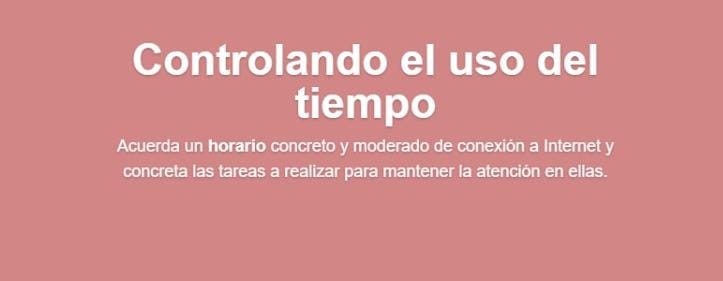 Controlando el uso del
tiempo
Acuerda un horario concreto y moderado de conexión a Internet y
concreta las tareas a realizar para mantener la atención en ellas.